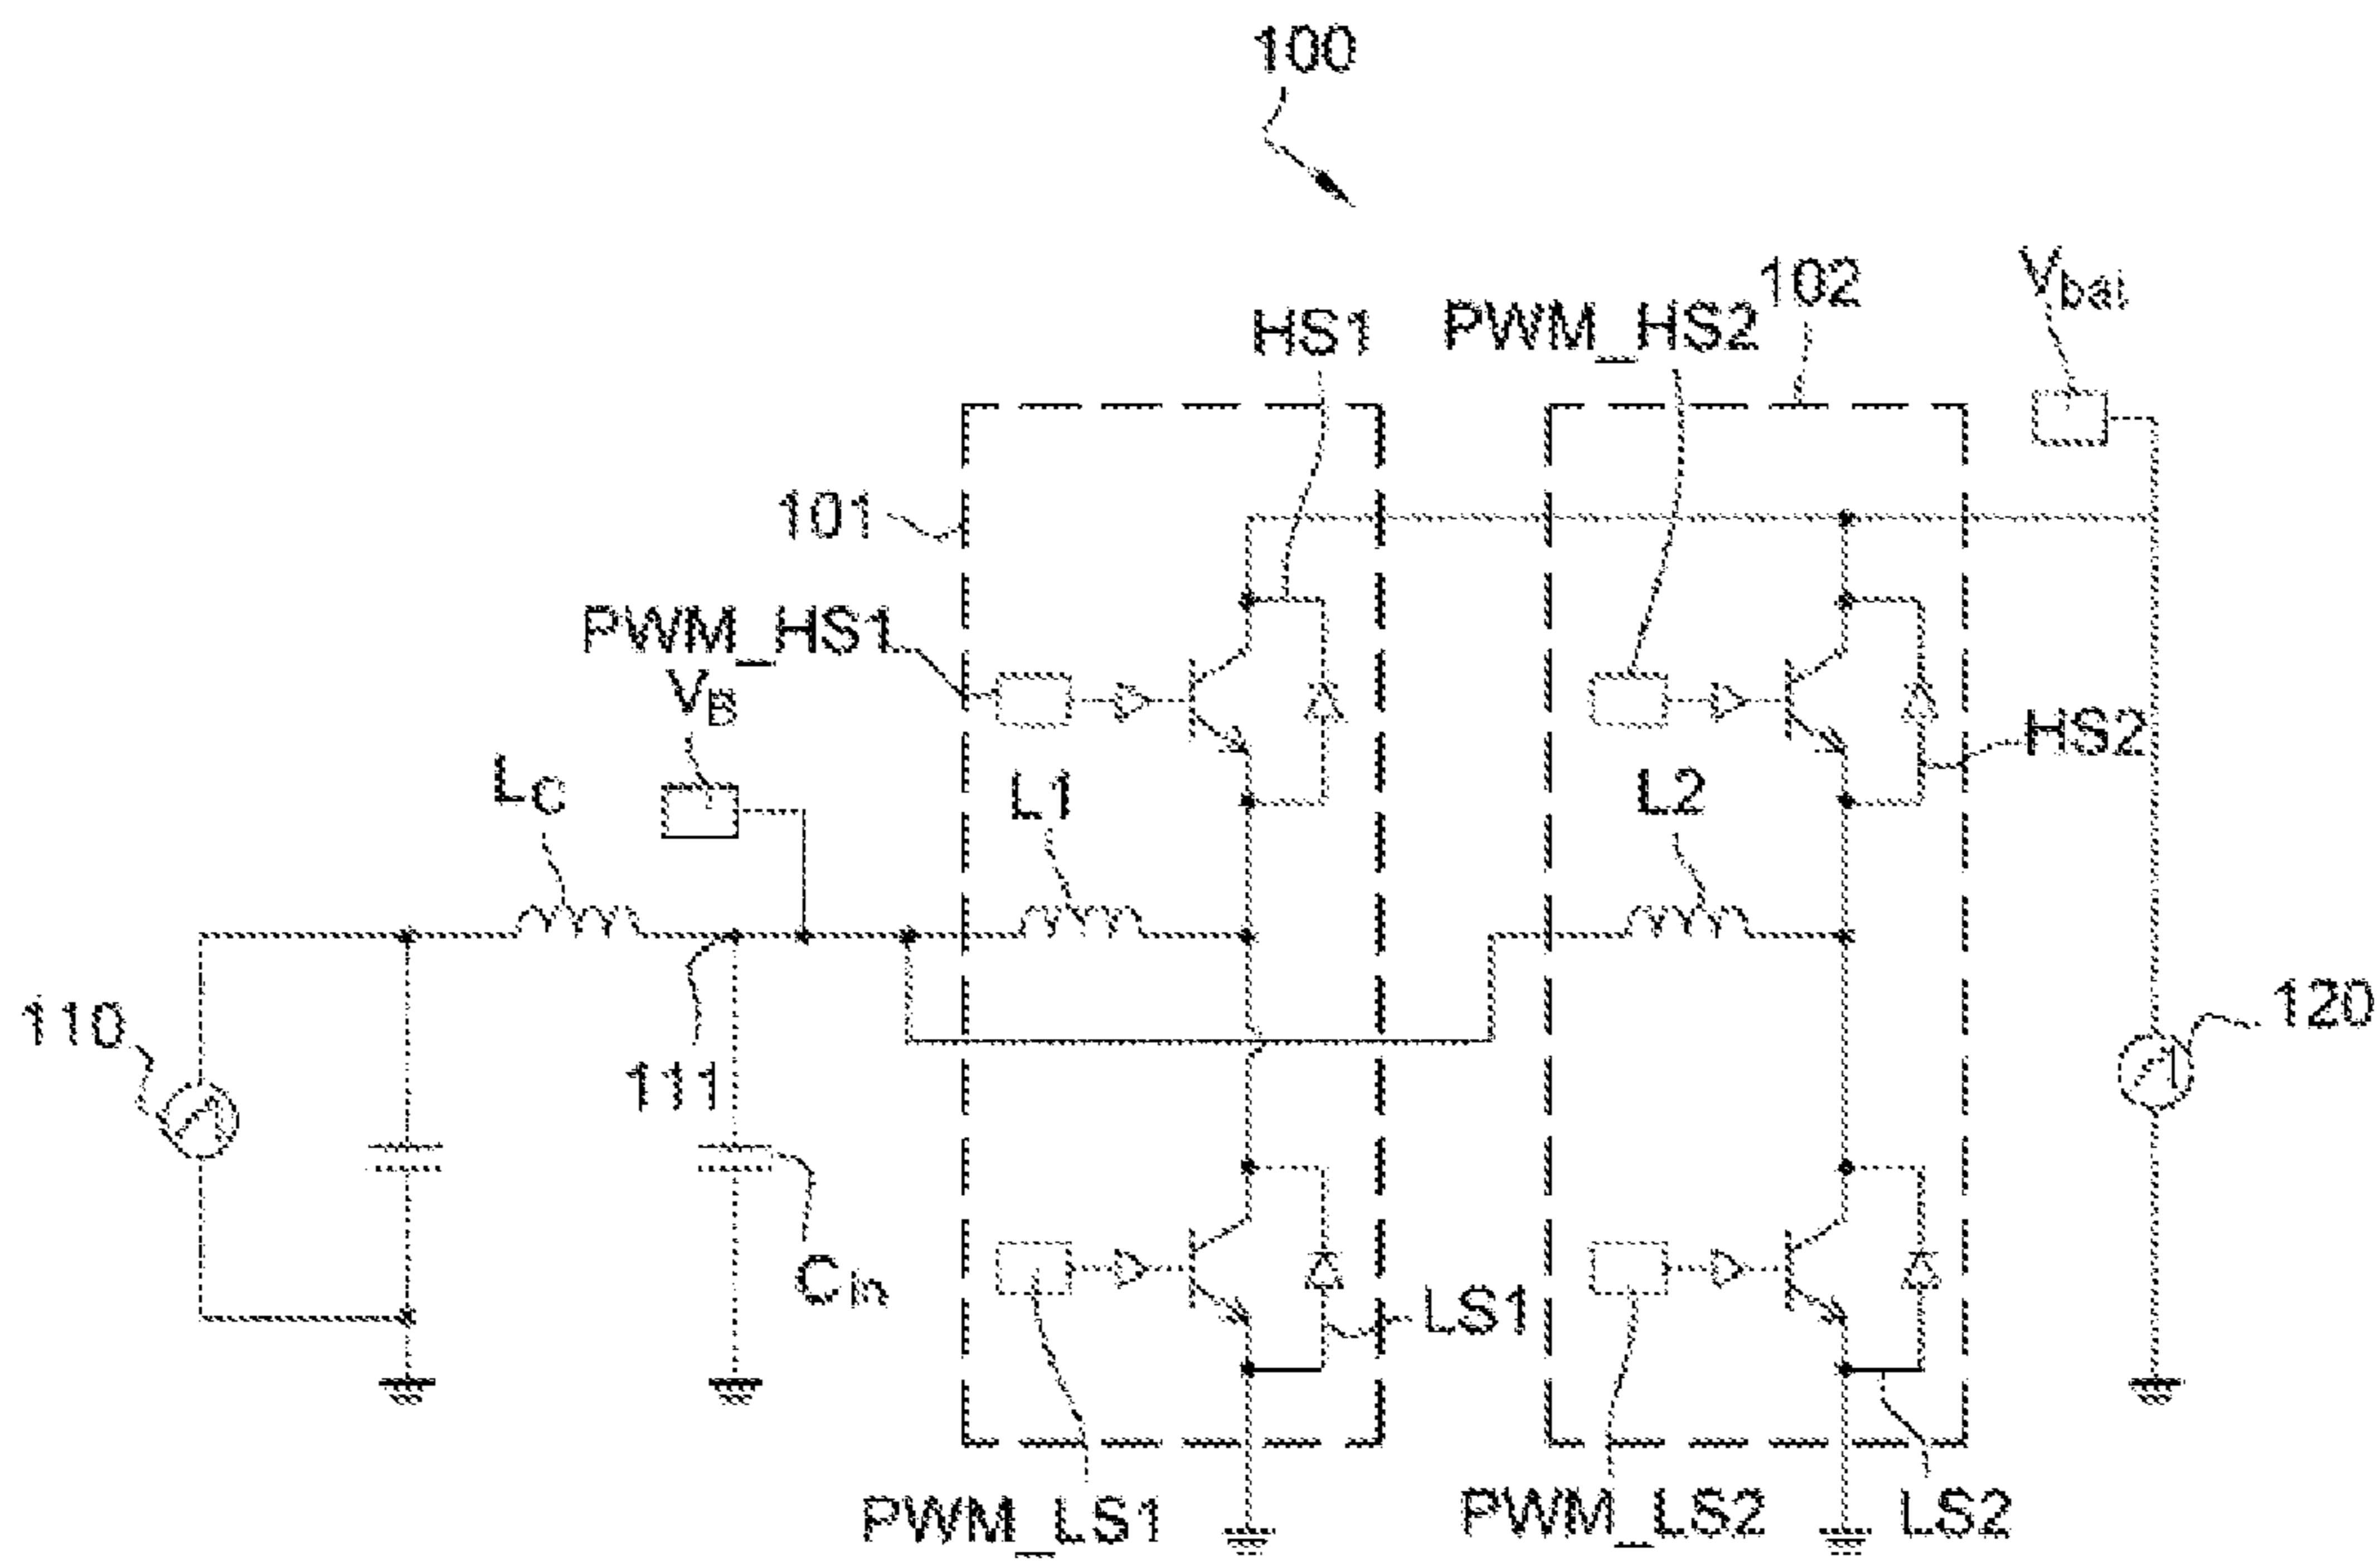 100
102
Vbat
HS1
PWM_HS2
101
PWM_HS1
VB
HS2
LC
L1
L2
110
120
111
Cin
LS1
PWM_LS1
PWM_LS2
LS2